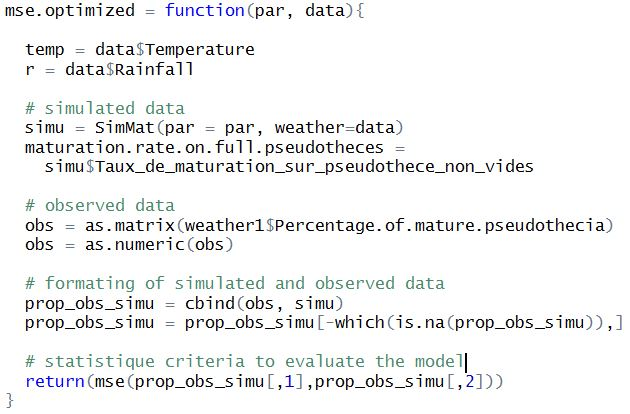 mse.optimized = function(par, data){
temp = data$Temperature
r = data$Rainfall
# simulated data
simu = SimMat(par = par, weather=data)
maturation.rate.on.full.pseudotheces =
simu$Taux_de_maturation_sur_pseudothece_non_vides
# observed data
obs = as.matrix(weather1$Percentage.of.mature.pseudothecia)
obs = as.numeric(obs)
# formating of simulated and observed data
prop_obs_simu = cbind(obs, simu)
prop_obs_simu = prop_obs_simu[-which(is.na(prop_obs_simu)),]
# statistique criteria to evaluate the model
return(mse(prop_obs_simu[,1],prop_obs_simu[,2]))
}